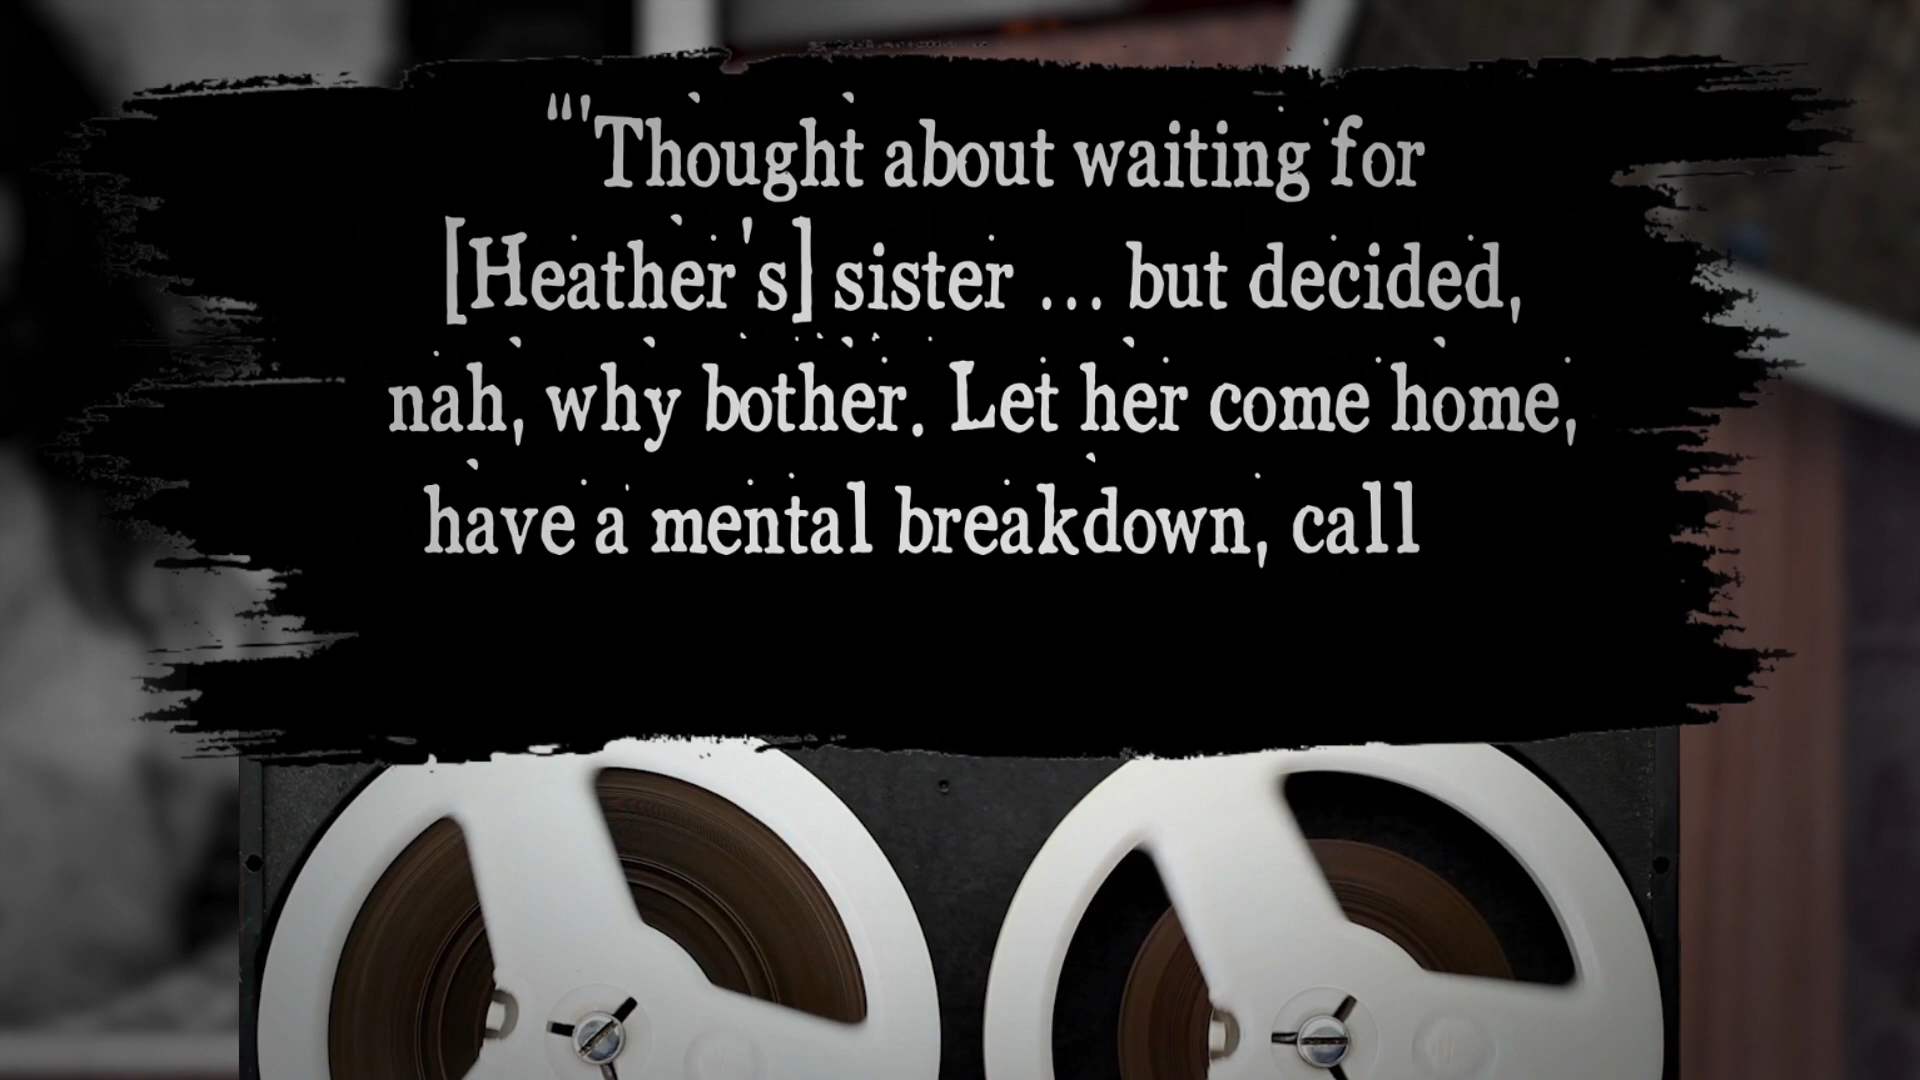 "'Thought about waiting for
[Heather's] sister ... but decided,
nah, why bother. Let her come home,
have a mental breakdown, call